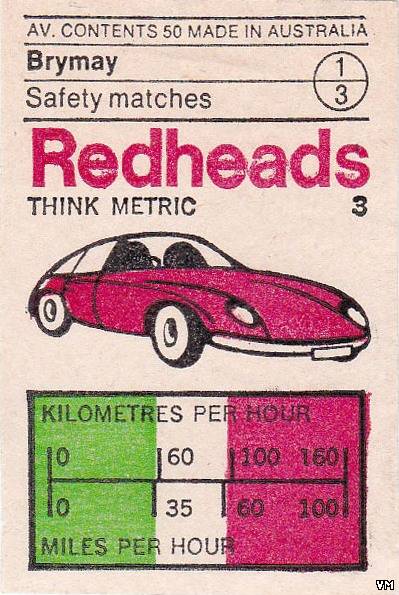 AV. CONTENTS 50 MADE IN AUSTRALIA
Brymay
Safety matches
1
3
Redheads
THINK METRIC 3
KILOMETRES PER HOUR
0 60 100 160
0 35 60 100
MILES PER HOUR
VM